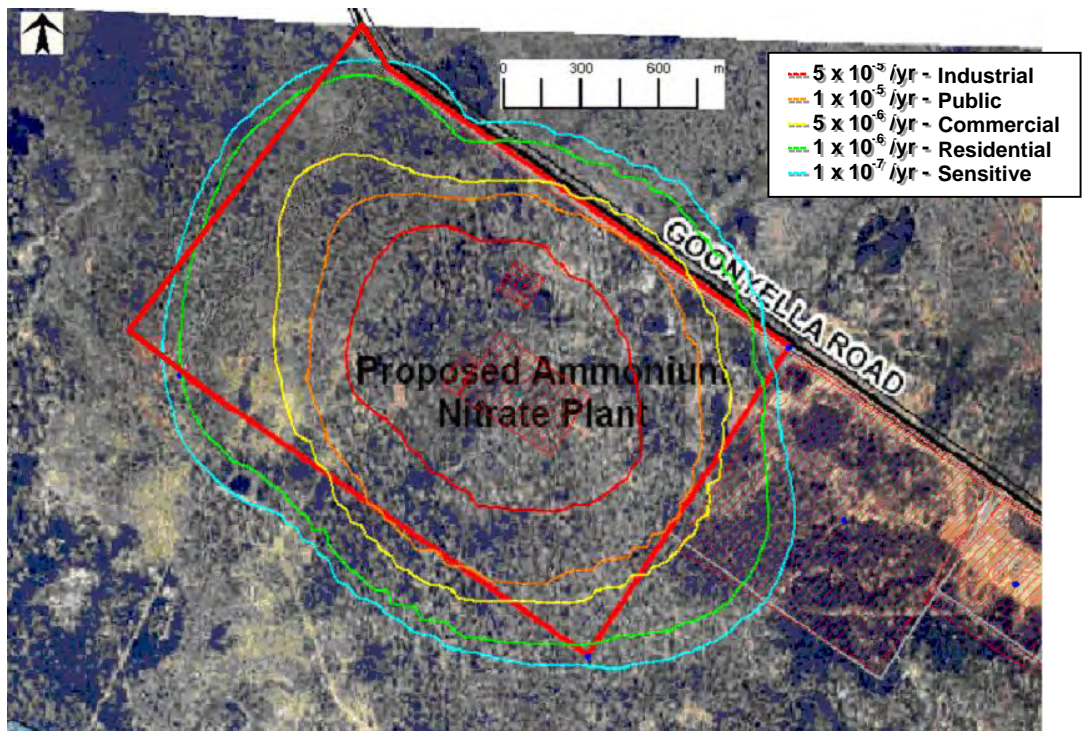 0 300 600 m
5 x 10⁻⁵ /yr - Industrial
1 x 10⁻⁵ /yr - Public
5 x 10⁻⁶ /yr - Commercial
1 x 10⁻⁶ /yr - Residential
1 x 10⁻⁷ /yr - Sensitive
GOONYELLA ROAD
Proposed Ammonium
Nitrate Plant